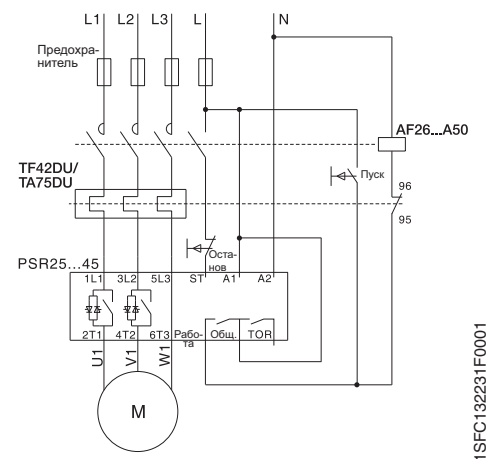 L1 L2 L3 L N
Предохра-
нитель
AF26...A50
TF42DU/
TA75DU
Пуск
96
95
Оста-
нов
PSR25...45
1L1 3L2 5L3 ST A1 A2
2T1 4T2 6T3 Рабо-
та Общ. TOR
U1 V1 W1
M
1SFC132231F0001